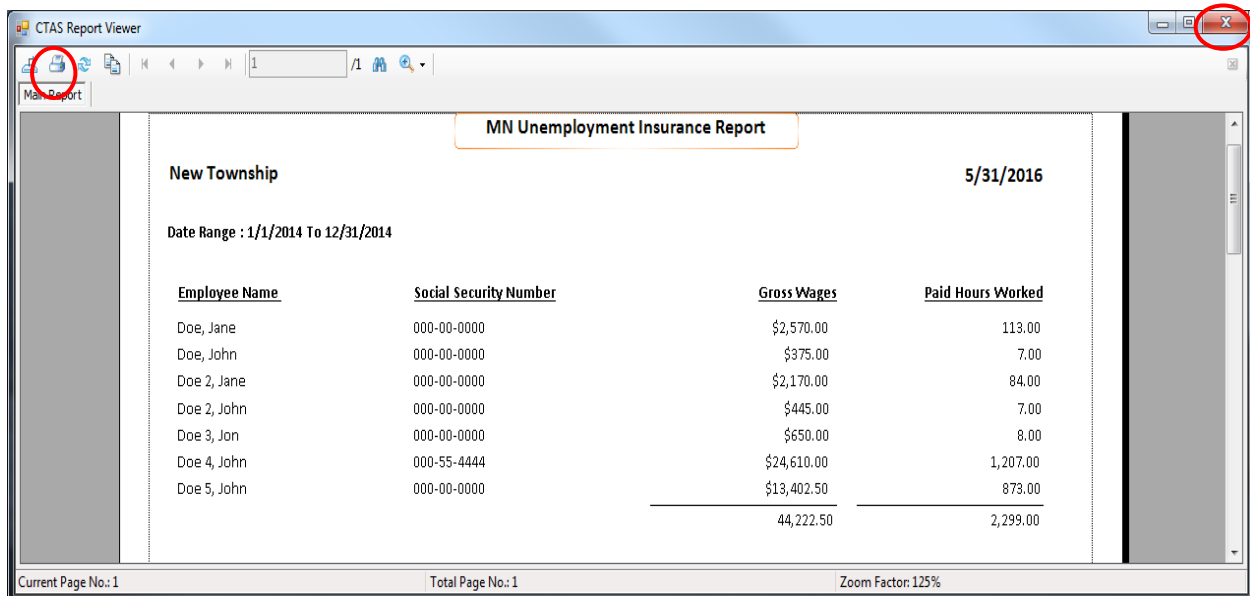 CTAS Report Viewer
X
1 /1
Main Report
MN Unemployment Insurance Report
New Township 5/31/2016
Date Range : 1/1/2014 To 12/31/2014
Employee Name Social Security Number Gross Wages Paid Hours Worked
Doe, Jane 000-00-0000 $2,570.00 113.00
Doe, John 000-00-0000 $375.00 7.00
Doe 2, Jane 000-00-0000 $2,170.00 84.00
Doe 2, John 000-00-0000 $445.00 7.00
Doe 3, Jon 000-00-0000 $650.00 8.00
Doe 4, John 000-55-4444 $24,610.00 1,207.00
Doe 5, John 000-00-0000 $13,402.50 873.00
44,222.50 2,299.00
Current Page No.: 1 Total Page No.: 1 Zoom Factor: 125%